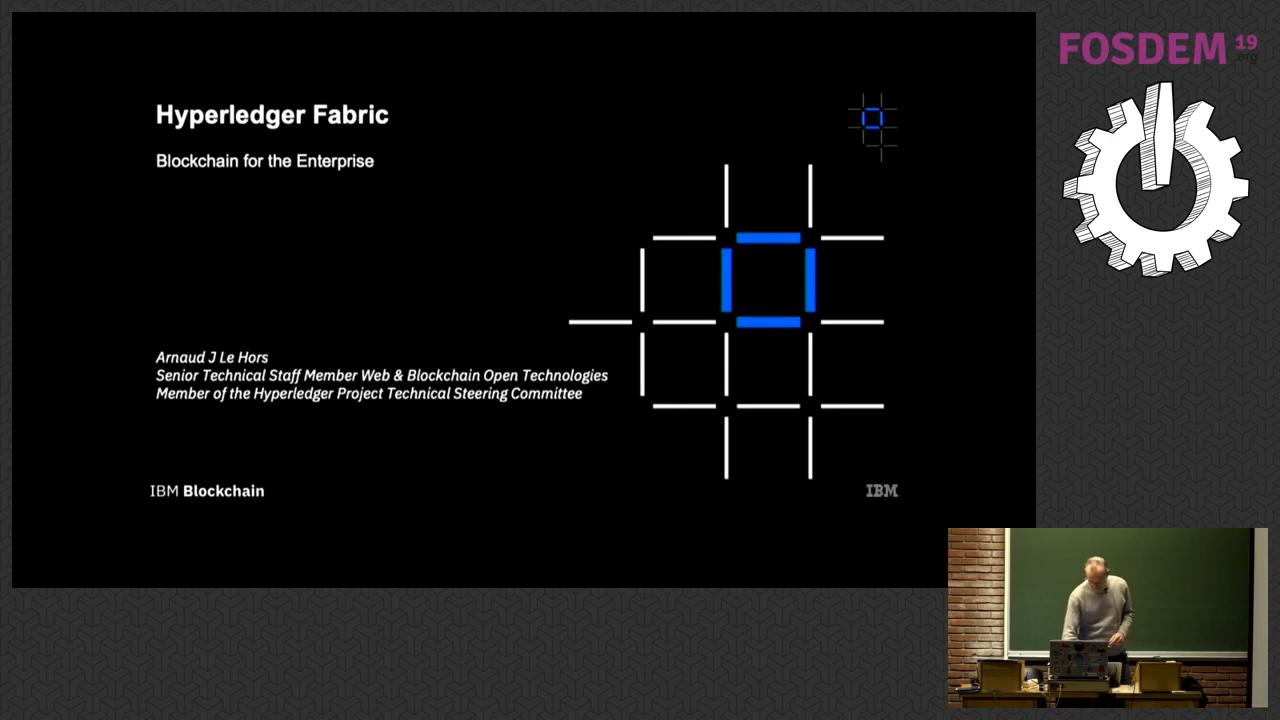 Hyperledger Fabric
Blockchain for the Enterprise
Arnaud J Le Hors
Senior Technical Staff Member Web & Blockchain Open Technologies
Member of the Hyperledger Project Technical Steering Committee
IBM Blockchain
IBM
FOSDEM 19
.org